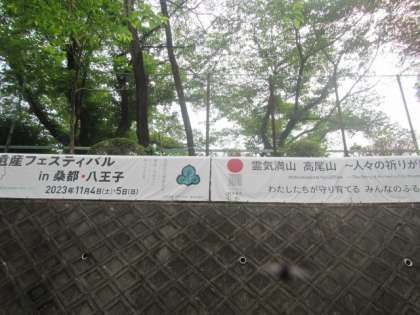 遺産フェスティバル
in 桑都・八王子
2023年11月4日(土)・5日(日)
霊気満山 高尾山 ～人々の祈りが
わたしたちが守り育てる みんなのふる